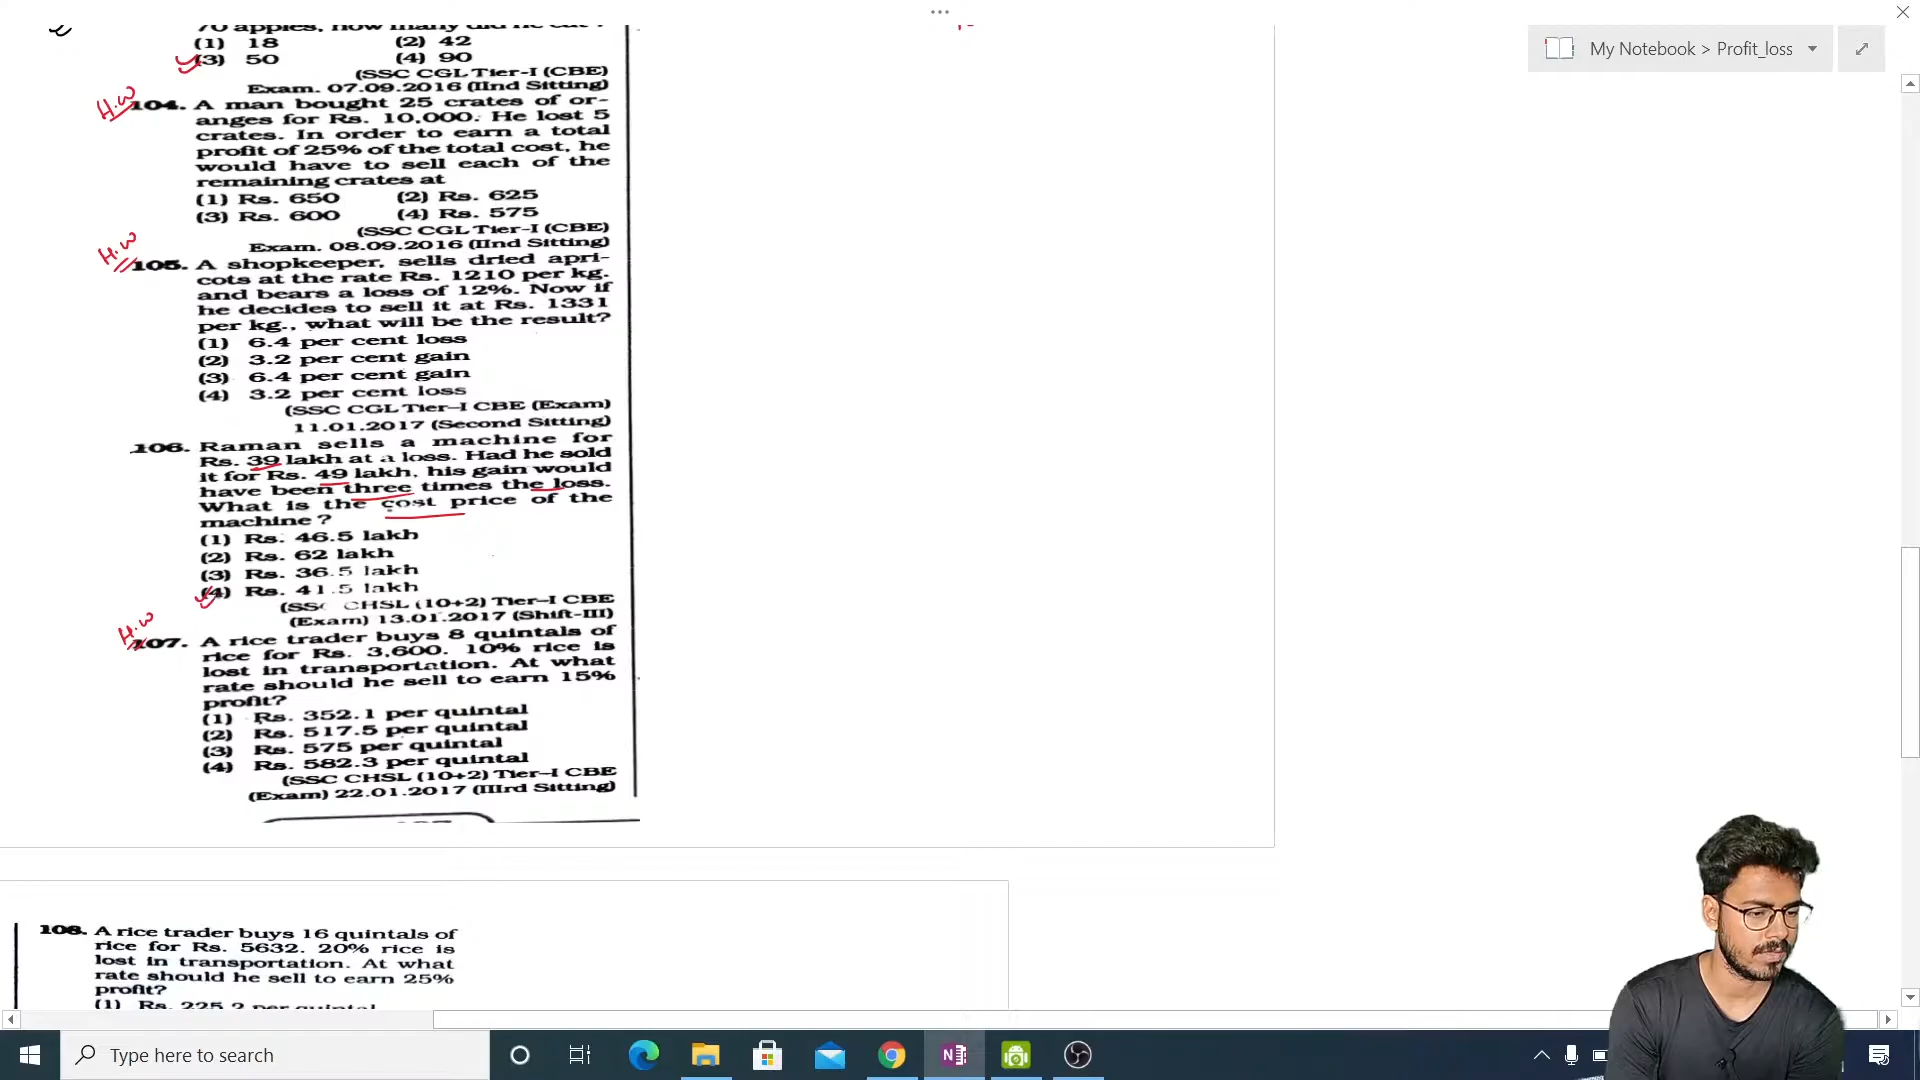 My Notebook > Profit_loss
70 apples, how many did he eat ?
(1) 18 (2) 42
(3) 50 (4) 90
(SSC CGL Tier-I (CBE)
Exam. 07.09.2016 (IInd Sitting)
H.W
104. A man bought 25 crates of or-
anges for Rs. 10,000. He lost 5
crates. In order to earn a total
profit of 25% of the total cost, he
would have to sell each of the
remaining crates at
(1) Rs. 650 (2) Rs. 625
(3) Rs. 600 (4) Rs. 575
(SSC CGL Tier-I (CBE)
Exam. 08.09.2016 (IInd Sitting)
H.W
105. A shopkeeper, sells dried apri-
cots at the rate Rs. 1210 per kg.
and bears a loss of 12%. Now if
he decides to sell it at Rs. 1331
per kg., what will be the result?
(1) 6.4 per cent loss
(2) 3.2 per cent gain
(3) 6.4 per cent gain
(4) 3.2 per cent loss
(SSC CGL Tier-I CBE (Exam)
11.01.2017 (Second Sitting)
106. Raman sells a machine for
Rs. 39 lakh at a loss. Had he sold
it for Rs. 49 lakh, his gain would
have been three times the loss.
What is the cost price of the
machine ?
(1) Rs. 46.5 lakh
(2) Rs. 62 lakh
(3) Rs. 36.5 lakh
(4) Rs. 41.5 lakh
(SSC CHSL (10+2) Tier-I CBE
(Exam) 13.01.2017 (Shift-III)
H.W
107. A rice trader buys 8 quintals of
rice for Rs. 3,600. 10% rice is
lost in transportation. At what
rate should he sell to earn 15%
profit?
(1) Rs. 352.1 per quintal
(2) Rs. 517.5 per quintal
(3) Rs. 575 per quintal
(4) Rs. 582.3 per quintal
(SSC CHSL (10+2) Tier-I CBE
(Exam) 22.01.2017 (IIIrd Sitting)
108. A rice trader buys 16 quintals of
rice for Rs. 5632. 20% rice is
lost in transportation. At what
rate should he sell to earn 25%
profit?
(1) Rs. 225.2 per quintal
Type here to search